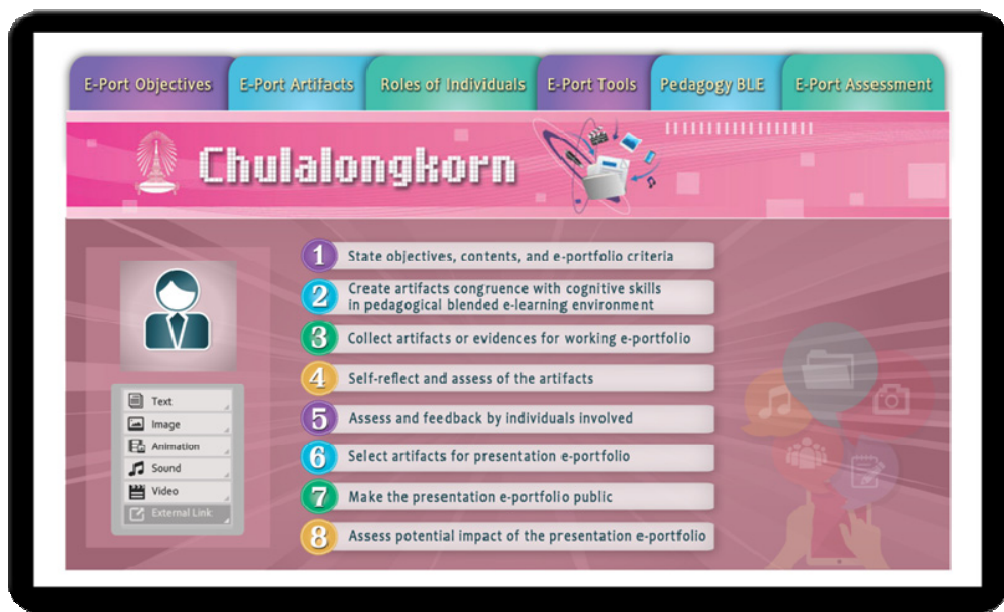 E-Port Objectives
E-Port Artifacts
Roles of Individuals
E-Port Tools
Pedagogy BLE
E-Port Assessment
Chulalongkorn
1 State objectives, contents, and e-portfolio criteria
2 Create artifacts congruence with cognitive skills
in pedagogical blended e-learning environment
3 Collect artifacts or evidences for working e-portfolio
4 Self-reflect and assess of the artifacts
5 Assess and feedback by individuals involved
6 Select artifacts for presentation e-portfolio
7 Make the presentation e-portfolio public
8 Assess potential impact of the presentation e-portfolio
Text
Image
Animation
Sound
Video
External Link